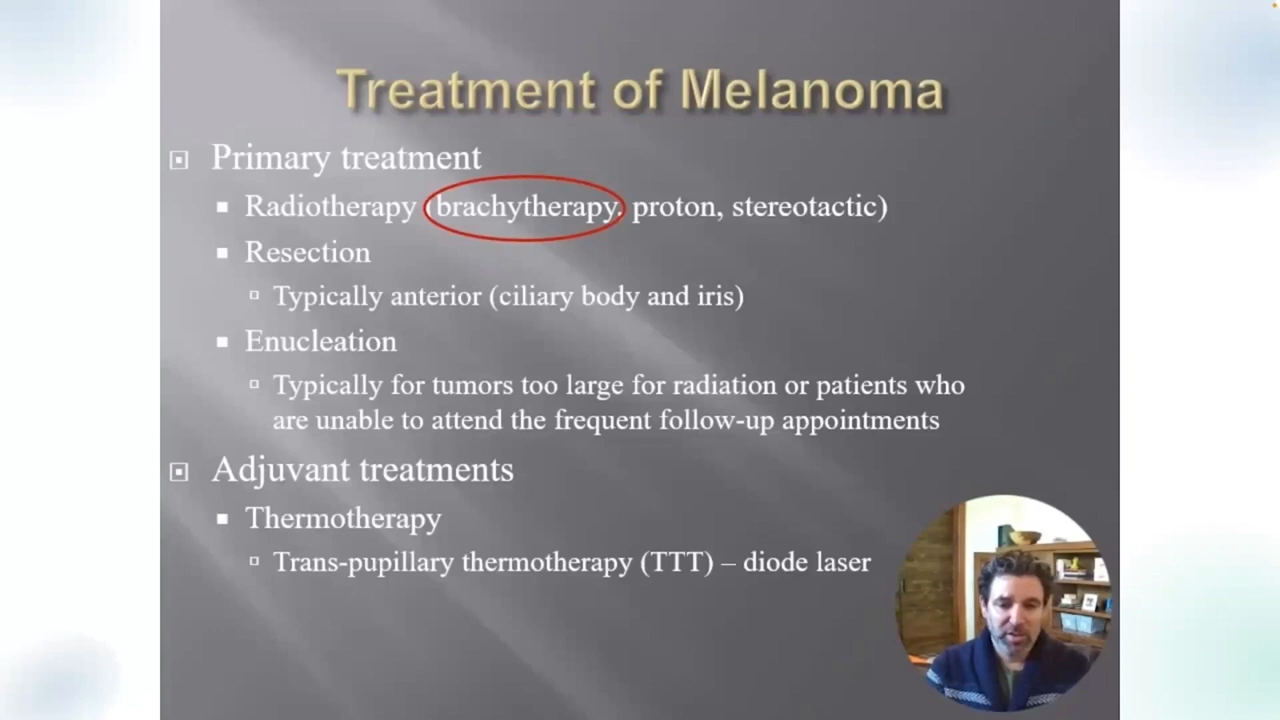 Treatment of Melanoma
Primary treatment
Radiotherapy (brachytherapy, proton, stereotactic)
Resection
Typically anterior (ciliary body and iris)
Enucleation
Typically for tumors too large for radiation or patients who
are unable to attend the frequent follow-up appointments
Adjuvant treatments
Thermotherapy
Trans-pupillary thermotherapy (TTT) – diode laser